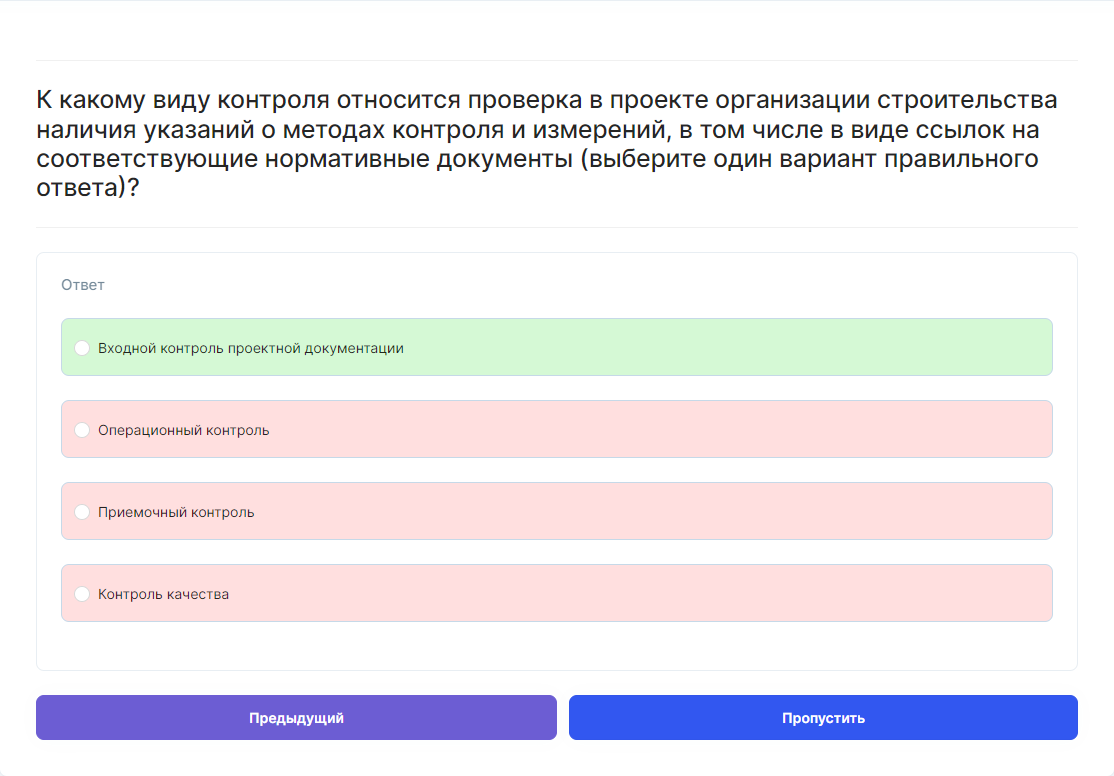 К какому виду контроля относится проверка в проекте организации строительства
наличия указаний о методах контроля и измерений, в том числе в виде ссылок на
соответствующие нормативные документы (выберите один вариант правильного
ответа)?
Ответ
Входной контроль проектной документации
Операционный контроль
Приемочный контроль
Контроль качества
Предыдущий
Пропустить